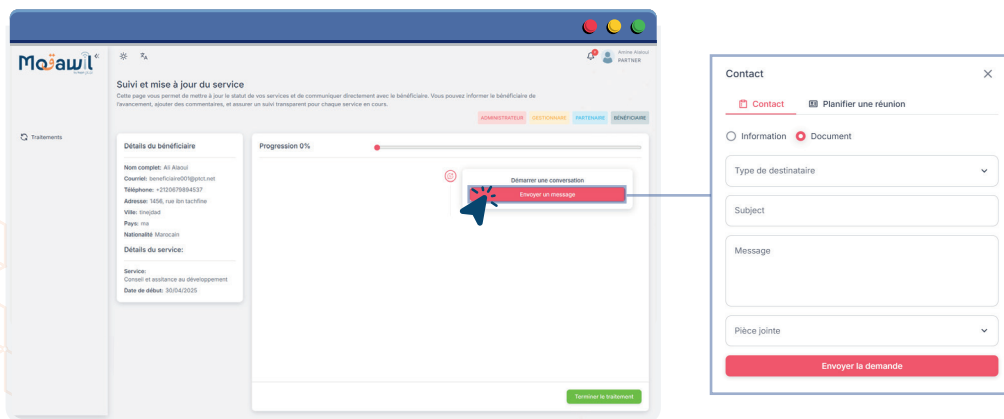 Moقawil
Amine Alaoui
PARTNER
Suivi et mise à jour du service
Cette page vous permet de mettre à jour le statut de vos services et de communiquer directement avec le bénéficiaire. Vous pouvez informer le bénéficiaire de
l'avancement, ajouter des commentaires, et assurer un suivi transparent pour chaque service en cours.
ADMINISTRATEUR GESTIONNAIRE PARTENAIRE BÉNÉFICIAIRE
Traitements
Détails du bénéficiaire
Nom complet: Ali Alaoui
Courriel: beneficiaire001@ptct.net
Téléphone: +2120679894537
Adresse: 1456, rue ibn tachfine
Ville: tinejdad
Pays: ma
Nationalité Marocain
Détails du service:
Service:
Conseil et assitance au développement
Date de début: 30/04/2025
Progression 0%
Démarrer une conversation
Envoyer un message
Terminer le traitement
Contact
Contact Planifier une réunion
Information Document
Type de destinataire
Subject
Message
Pièce jointe
Envoyer la demande